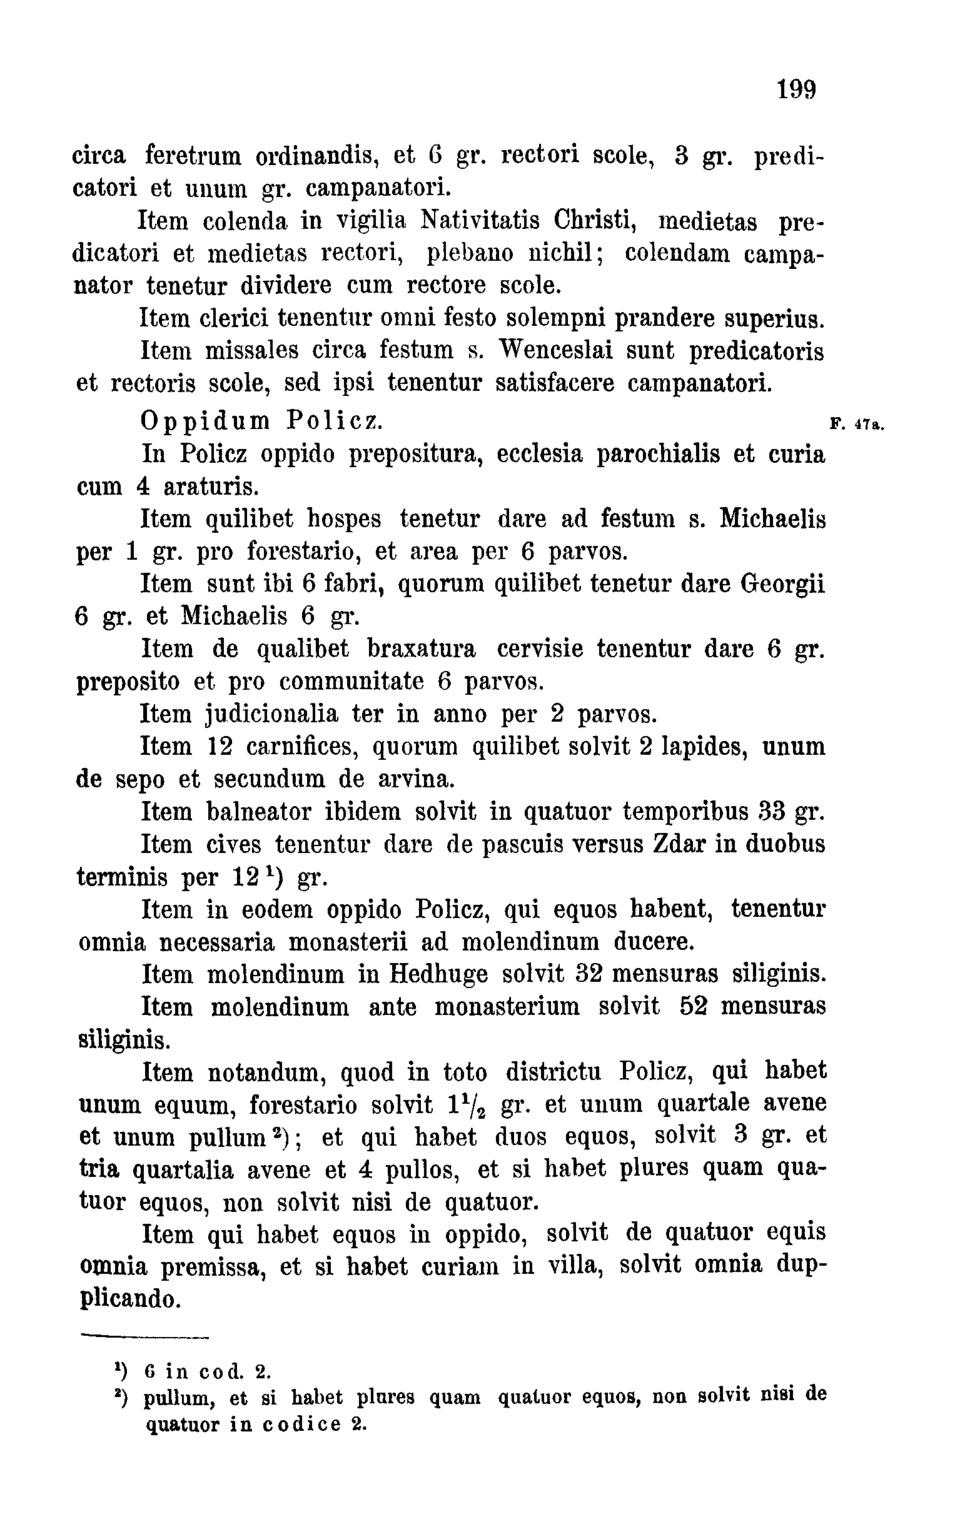 199
circa feretrum ordinandis, et 6 gr. rectori scole, 3 gr. predi-
catori et unum gr. campanatori.
Item colenda in vigilia Nativitatis Christi, medietas pre-
dicatori et medietas rectori, plebano nichil; colendam campa-
nator tenetur dividere cum rectore scole.
Item clerici tenentur omni festo solempni prandere superius.
Item missales circa festum s. Wenceslai sunt predicatoris
et rectoris scole, sed ipsi tenentur satisfacere campanatori.
Oppidum Policz. F. 47a.
In Policz oppido prepositura, ecclesia parochialis et curia
cum 4 araturis.
Item quilibet hospes tenetur dare ad festum s. Michaelis
per 1 gr. pro forestario, et area per 6 parvos.
Item sunt ibi 6 fabri, quorum quilibet tenetur dare Georgii
6 gr. et Michaelis 6 gr.
Item de qualibet braxatura cervisie tenentur dare 6 gr.
preposito et pro communitate 6 parvos.
Item judicionalia ter in anno per 2 parvos.
Item 12 carnifices, quorum quilibet solvit 2 lapides, unum
de sepo et secundum de arvina.
Item balneator ibidem solvit in quatuor temporibus 33 gr.
Item cives tenentur dare de pascuis versus Zdar in duobus
terminis per 12 ¹) gr.
Item in eodem oppido Policz, qui equos habent, tenentur
omnia necessaria monasterii ad molendinum ducere.
Item molendinum in Hedhuge solvit 32 mensuras siliginis.
Item molendinum ante monasterium solvit 52 mensuras
siliginis.
Item notandum, quod in toto districtu Policz, qui habet
unum equum, forestario solvit 1¹/₂ gr. et unum quartale avene
et unum pullum ²); et qui habet duos equos, solvit 3 gr. et
tria quartalia avene et 4 pullos, et si habet plures quam qua-
tuor equos, non solvit nisi de quatuor.
Item qui habet equos in oppido, solvit de quatuor equis
omnia premissa, et si habet curiam in villa, solvit omnia dup-
plicando.
¹) 6 in cod. 2.
²) pullum, et si habet plures quam quatuor equos, non solvit nisi de
quatuor in codice 2.